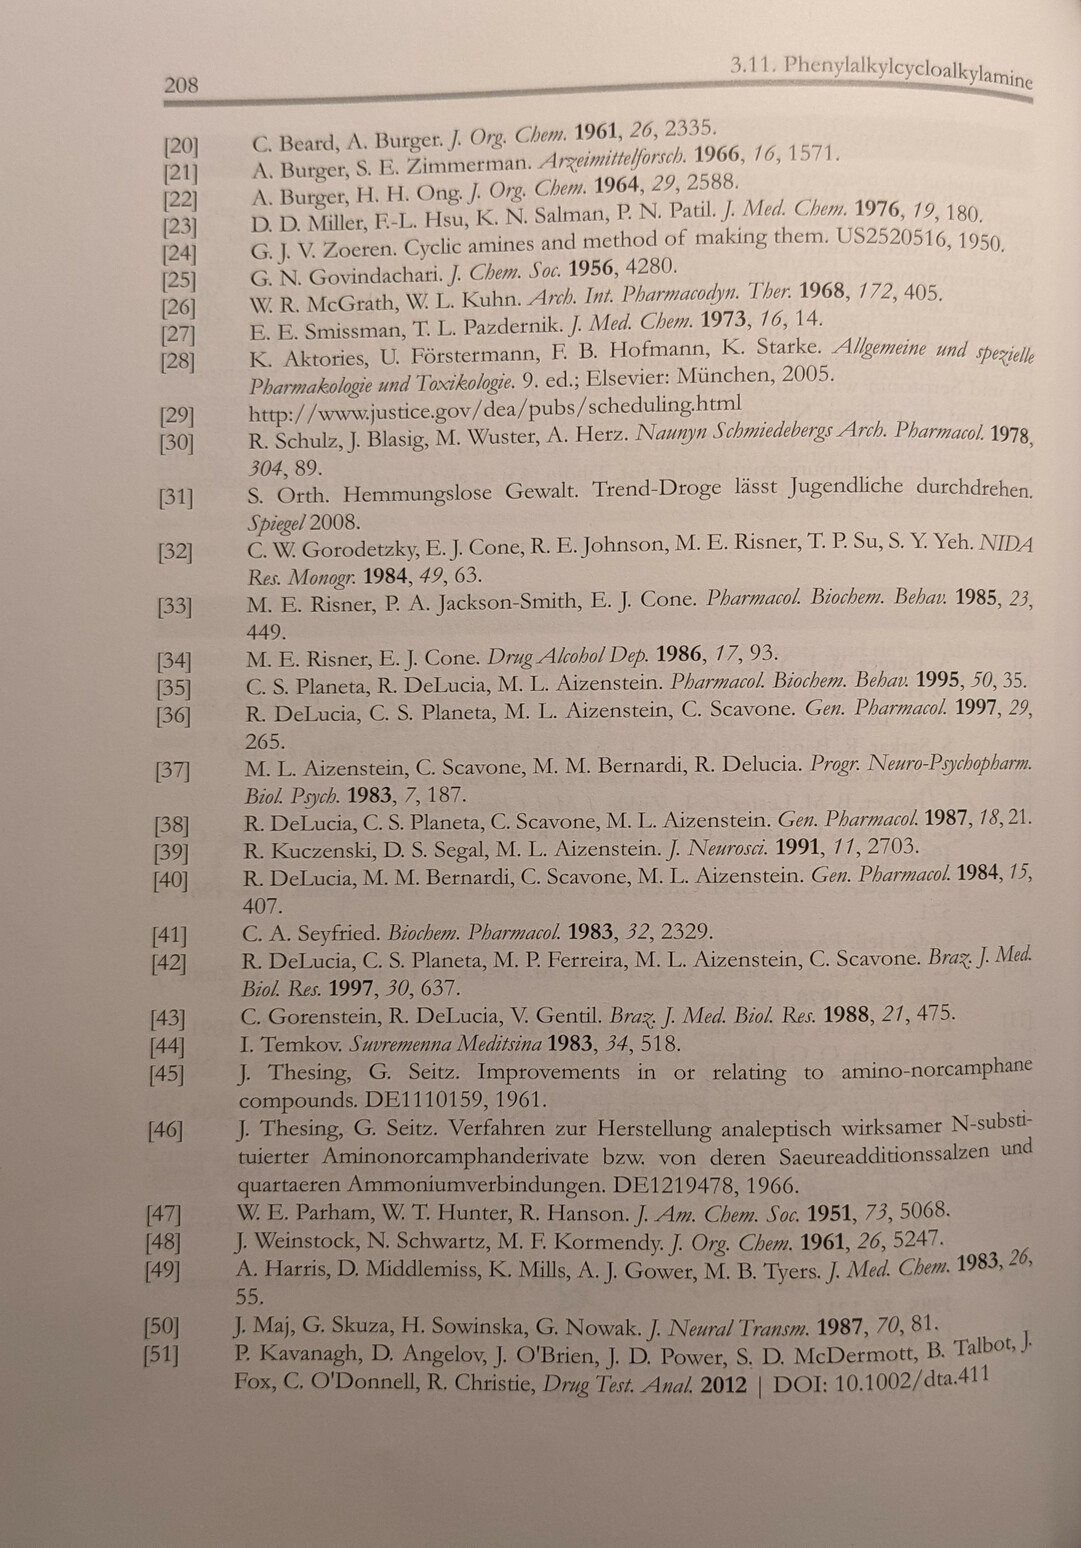 208
3.11. Phenylalkylcycloalkylamine
[20] C. Beard, A. Burger. J. Org. Chem. 1961, 26, 2335.
[21] A. Burger, S. E. Zimmerman. Arzeimittelforsch. 1966, 16, 1571.
[22] A. Burger, H. H. Ong. J. Org. Chem. 1964, 29, 2588.
[23] D. D. Miller, F.-L. Hsu, K. N. Salman, P. N. Patil. J. Med. Chem. 1976, 19, 180.
[24] G. J. V. Zoeren. Cyclic amines and method of making them. US2520516, 1950.
[25] G. N. Govindachari. J. Chem. Soc. 1956, 4280.
[26] W. R. McGrath, W. L. Kuhn. Arch. Int. Pharmacodyn. Ther. 1968, 172, 405.
[27] E. E. Smissman, T. L. Pazdernik. J. Med. Chem. 1973, 16, 14.
[28] K. Aktories, U. Förstermann, F. B. Hofmann, K. Starke. Allgemeine und spezielle
Pharmakologie und Toxikologie. 9. ed.; Elsevier: München, 2005.
[29] http://www.justice.gov/dea/pubs/scheduling.html
[30] R. Schulz, J. Blasig, M. Wuster, A. Herz. Naunyn Schmiedebergs Arch. Pharmacol. 1978,
304, 89.
[31] S. Orth. Hemmungslose Gewalt. Trend-Droge lässt Jugendliche durchdrehen.
Spiegel 2008.
[32] C. W. Gorodetzky, E. J. Cone, R. E. Johnson, M. E. Risner, T. P. Su, S. Y. Yeh. NIDA
Res. Monogr. 1984, 49, 63.
[33] M. E. Risner, P. A. Jackson-Smith, E. J. Cone. Pharmacol. Biochem. Behav. 1985, 23,
449.
[34] M. E. Risner, E. J. Cone. Drug Alcohol Dep. 1986, 17, 93.
[35] C. S. Planeta, R. DeLucia, M. L. Aizenstein. Pharmacol. Biochem. Behav. 1995, 50, 35.
[36] R. DeLucia, C. S. Planeta, M. L. Aizenstein, C. Scavone. Gen. Pharmacol. 1997, 29,
265.
[37] M. L. Aizenstein, C. Scavone, M. M. Bernardi, R. Delucia. Progr. Neuro-Psychopharm.
Biol. Psych. 1983, 7, 187.
[38] R. DeLucia, C. S. Planeta, C. Scavone, M. L. Aizenstein. Gen. Pharmacol. 1987, 18, 21.
[39] R. Kuczenski, D. S. Segal, M. L. Aizenstein. J. Neurosci. 1991, 11, 2703.
[40] R. DeLucia, M. M. Bernardi, C. Scavone, M. L. Aizenstein. Gen. Pharmacol. 1984, 15,
407.
[41] C. A. Seyfried. Biochem. Pharmacol. 1983, 32, 2329.
[42] R. DeLucia, C. S. Planeta, M. P. Ferreira, M. L. Aizenstein, C. Scavone. Braz. J. Med.
Biol. Res. 1997, 30, 637.
[43] C. Gorenstein, R. DeLucia, V. Gentil. Braz. J. Med. Biol. Res. 1988, 21, 475.
[44] I. Temkov. Suvremenna Meditsina 1983, 34, 518.
[45] J. Thesing, G. Seitz. Improvements in or relating to amino-norcamphane
compounds. DE1110159, 1961.
[46] J. Thesing, G. Seitz. Verfahren zur Herstellung analeptisch wirksamer N-substi-
tuierter Aminonorcamphanderivate bzw. von deren Saeureadditionssalzen und
quartaeren Ammoniumverbindungen. DE1219478, 1966.
[47] W. E. Parham, W. T. Hunter, R. Hanson. J. Am. Chem. Soc. 1951, 73, 5068.
[48] J. Weinstock, N. Schwartz, M. F. Kormendy. J. Org. Chem. 1961, 26, 5247.
[49] A. Harris, D. Middlemiss, K. Mills, A. J. Gower, M. B. Tyers. J. Med. Chem. 1983, 26,
55.
[50] J. Maj, G. Skuza, H. Sowinska, G. Nowak. J. Neural Transm. 1987, 70, 81.
[51] P. Kavanagh, D. Angelov, J. O'Brien, J. D. Power, S. D. McDermott, B. Talbot, J.
Fox, C. O'Donnell, R. Christie, Drug Test. Anal. 2012 | DOI: 10.1002/dta.411